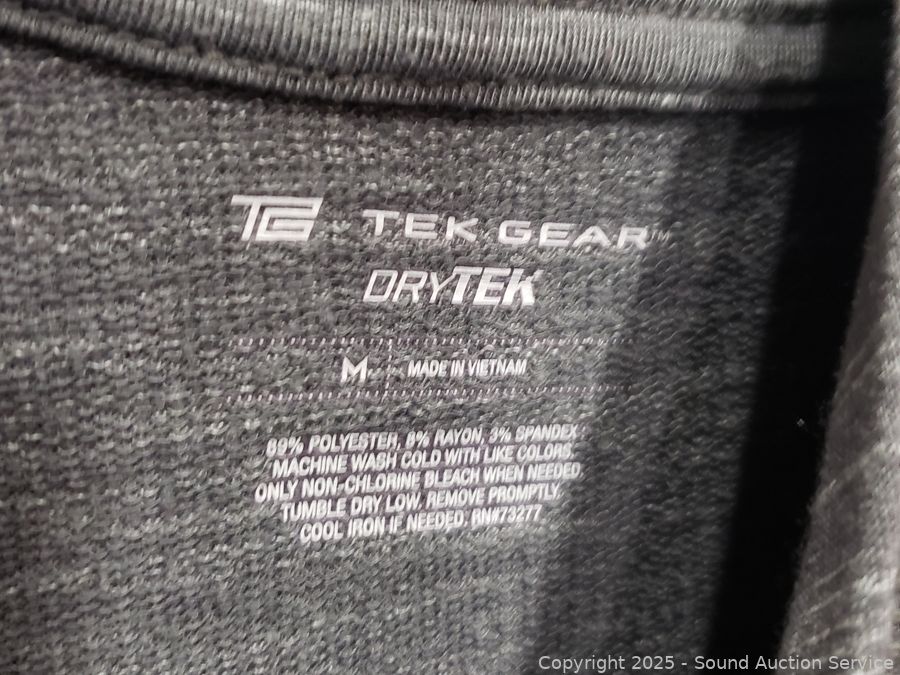 TG TEK GEAR™
DRYTEK
M MADE IN VIETNAM
89% POLYESTER, 8% RAYON, 3% SPANDEX
MACHINE WASH COLD WITH LIKE COLORS.
ONLY NON-CHLORINE BLEACH WHEN NEEDED
TUMBLE DRY LOW. REMOVE PROMPTLY.
COOL IRON IF NEEDED. RN#73277
Copyright © 2025 - Sound Auction Service